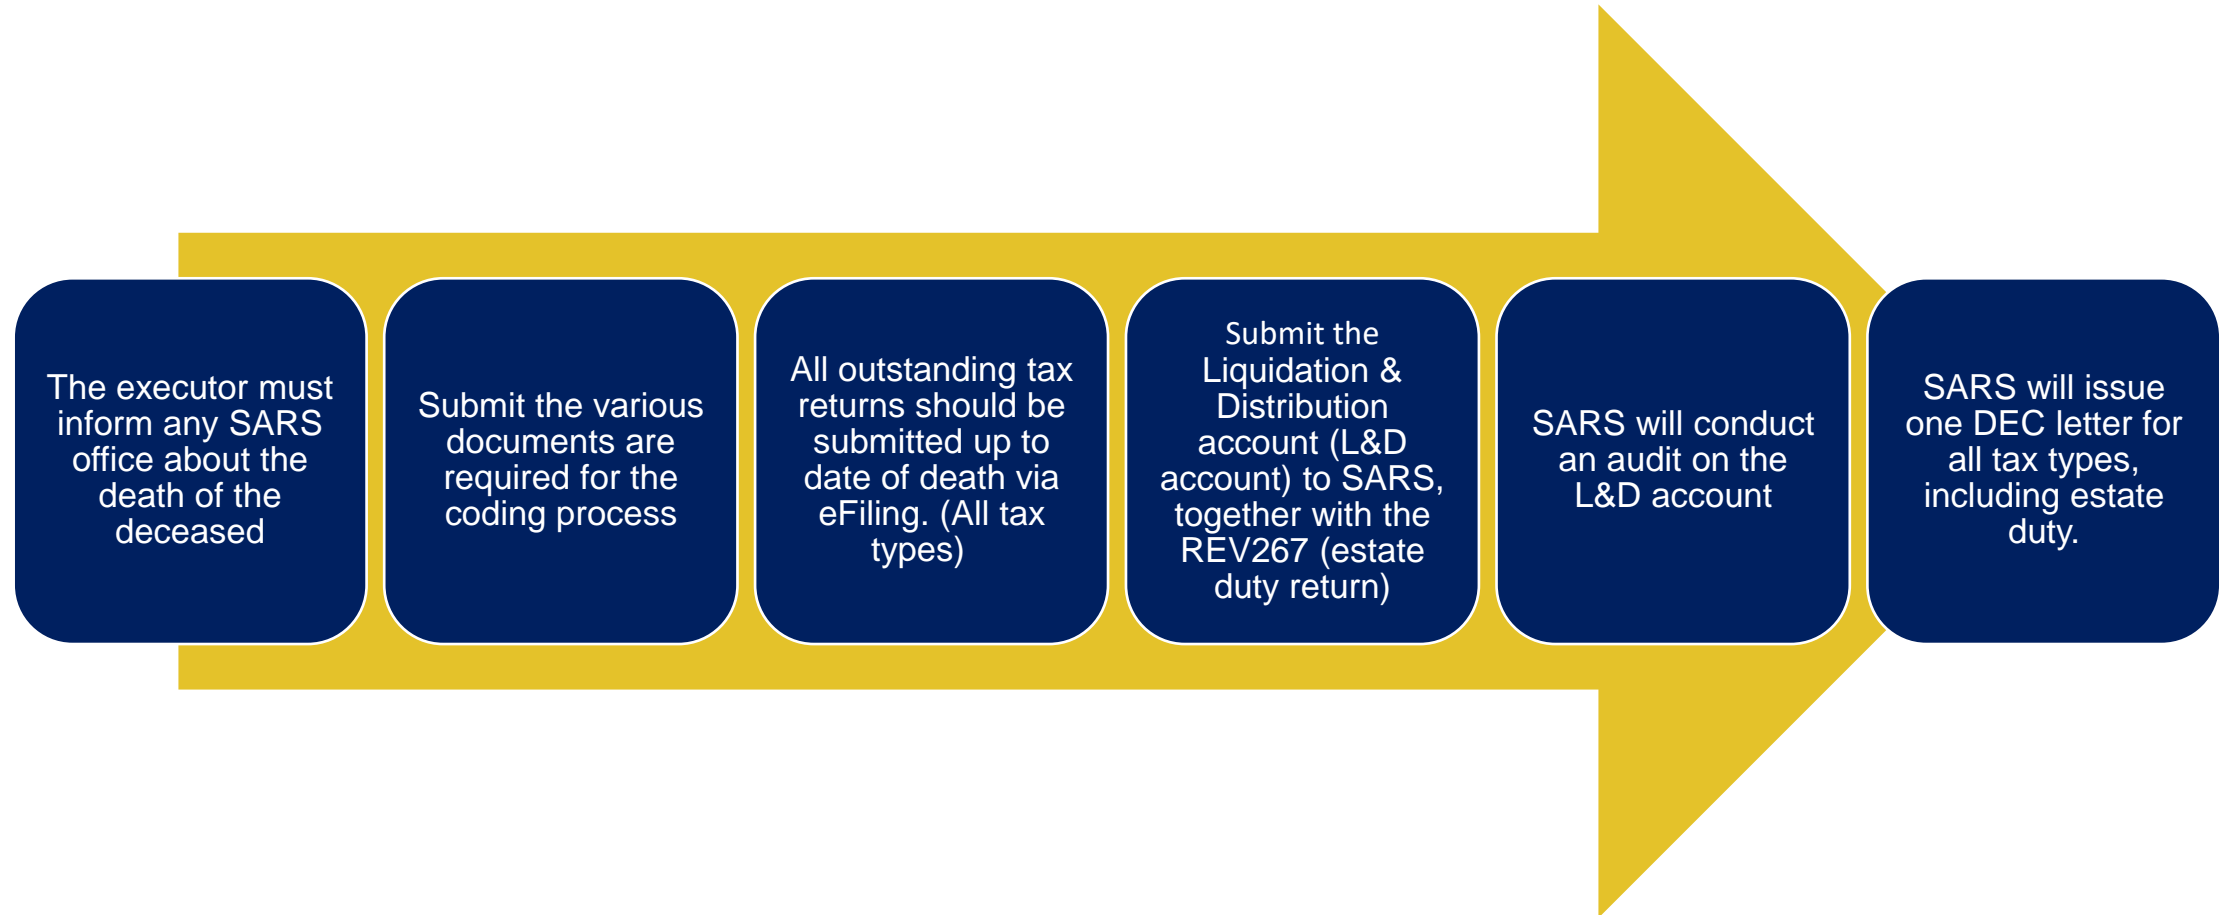 The executor must
inform any SARS
office about the
death of the
deceased
Submit the various
documents are
required for the
coding process
All outstanding tax
returns should be
submitted up to
date of death via
eFiling. (All tax
types)
Submit the
Liquidation &
Distribution
account (L&D
account) to SARS,
together with the
REV267 (estate
duty return)
SARS will conduct
an audit on the
L&D account
SARS will issue
one DEC letter for
all tax types,
including estate
duty.